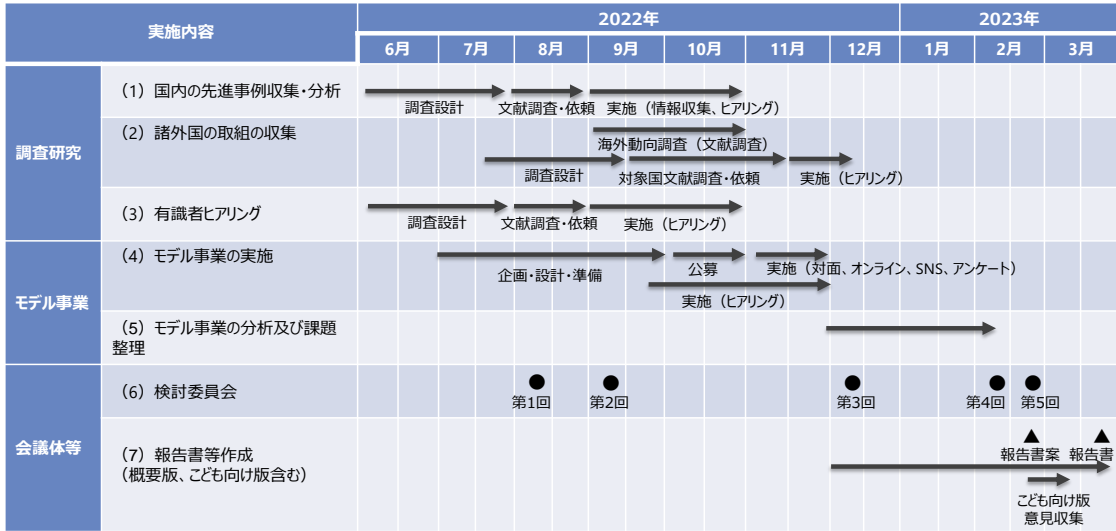 実施内容
2022年
2023年
6月
7月
8月
9月
10月
11月
12月
1月
2月
3月
調査研究
（1）国内の先進事例収集・分析
調査設計
文献調査・依頼
実施（情報収集、ヒアリング）
（2）諸外国の取組の収集
海外動向調査（文献調査）
調査設計
対象国文献調査・依頼
実施（ヒアリング）
（3）有識者ヒアリング
調査設計
文献調査・依頼
実施（ヒアリング）
モデル事業
（4）モデル事業の実施
企画・設計・準備
公募
実施（対面、オンライン、SNS、アンケート）
実施（ヒアリング）
（5）モデル事業の分析及び課題
整理
会議体等
（6）検討委員会
第1回
第2回
第3回
第4回
第5回
（7）報告書等作成
（概要版、こども向け版含む）
報告書案
報告書
こども向け版
意見収集